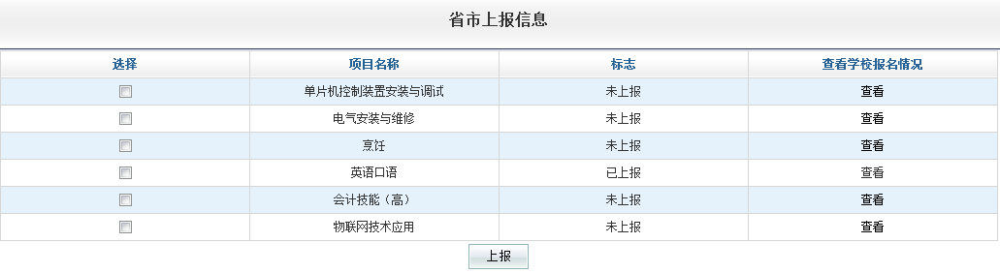 省市上报信息
选择 项目名称 标志 查看学校报名情况
单片机控制装置安装与调试 未上报 查看
电气安装与维修 未上报 查看
烹饪 未上报 查看
英语口语 已上报 查看
会计技能（高） 未上报 查看
物联网技术应用 未上报 查看
上报